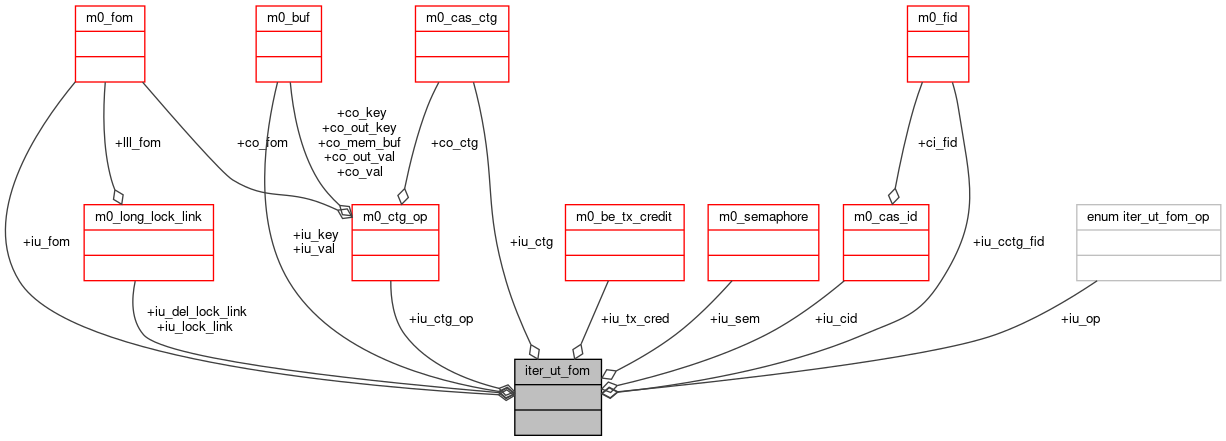 m0_fom
m0_buf
m0_cas_ctg
m0_fid
+co_key
+co_out_key
+co_mem_buf
+co_out_val
+co_val
+lll_fom
+co_fom
+co_ctg
+ci_fid
m0_long_lock_link
m0_ctg_op
m0_be_tx_credit
m0_semaphore
m0_cas_id
enum iter_ut_fom_op
+iu_fom
+iu_key
+iu_val
+iu_ctg
+iu_cctg_fid
+iu_del_lock_link
+iu_lock_link
+iu_ctg_op
+iu_tx_cred
+iu_sem
+iu_cid
+iu_op
iter_ut_fom